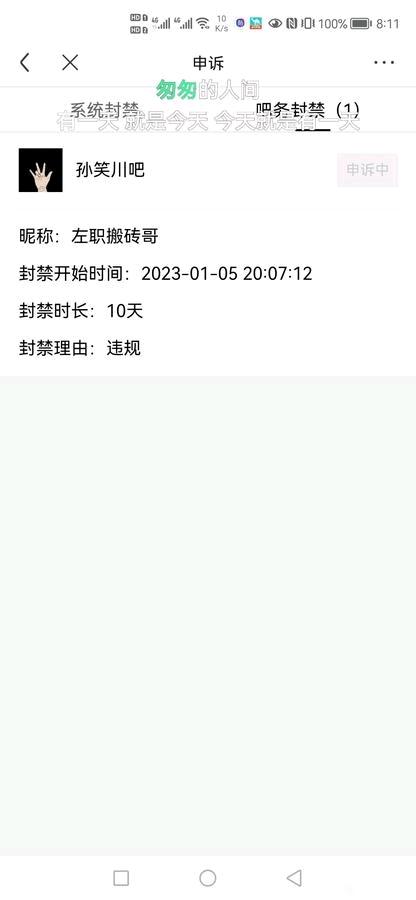 HD 1 HD 2 4G 4G 10 K/s 100% 8:11
申诉
匆匆的人间
系统封禁 吧务封禁（1）
有一天 就是今天 今天就是有一天
孙笑川吧 申诉中
昵称：左职搬砖哥
封禁开始时间：2023-01-05 20:07:12
封禁时长：10天
封禁理由：违规